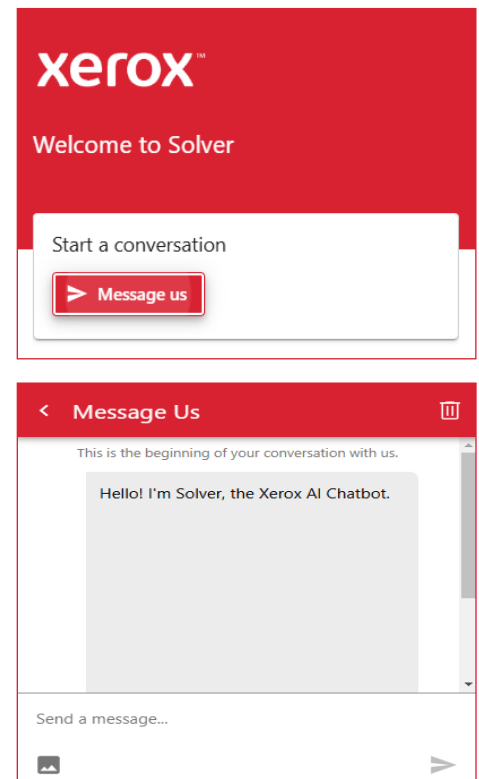 xerox™
Welcome to Solver
Start a conversation
Message us
Message Us
This is the beginning of your conversation with us.
Hello! I'm Solver, the Xerox AI Chatbot.
Send a message...